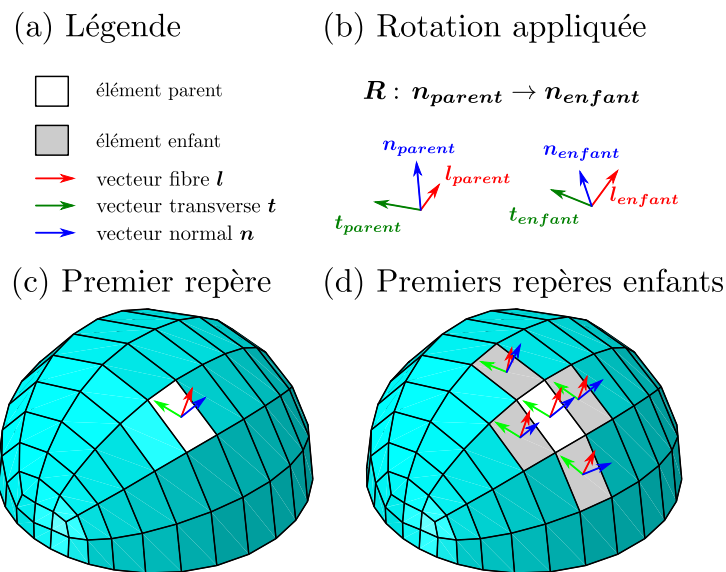 (a) Légende
élément parent
élément enfant
vecteur fibre l
vecteur transverse t
vecteur normal n
(b) Rotation appliquée
R : n_parent → n_enfant
n_parent
l_parent
t_parent
n_enfant
l_enfant
t_enfant
(c) Premier repère
(d) Premiers repères enfants